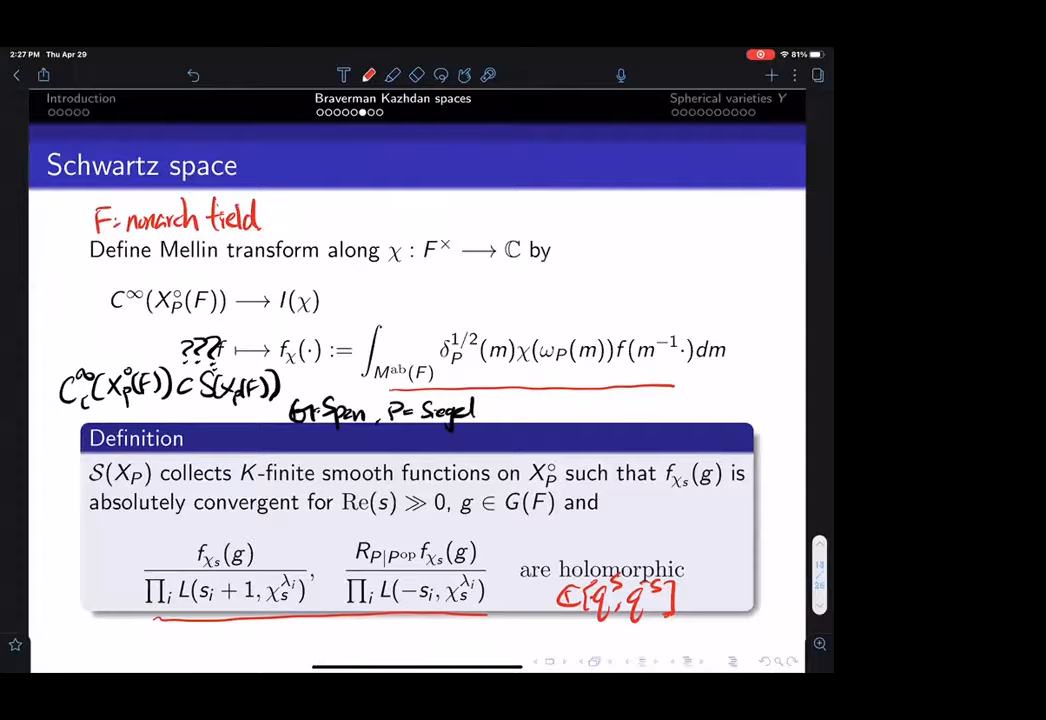 2:27 PM Thu Apr 29
81%
Introduction
Braverman Kazhdan spaces
Spherical varieties Y
Schwartz space
F: nonarch field
Define Mellin transform along χ : F^× ⟶ ℂ by
C^∞(X_P^∘(F)) ⟶ I(χ)
??? f ⟼ f_χ(·) := ∫_{M^{ab}(F)} δ_P^{1/2}(m)χ(ω_P(m))f(m^{-1}·)dm
C_c^∞(X_P^∘(F)) ⊂ S(X_P(F))
G=Spen, P= Siegel
Definition
𝒮(X_P) collects K-finite smooth functions on X_P^∘ such that f_{χ_s}(g) is
absolutely convergent for Re(s) ≫ 0, g ∈ G(F) and
f_{χ_s}(g) / ∏_i L(s_i + 1, χ_s^{λ_i}), R_{P|P^{op}} f_{χ_s}(g) / ∏_i L(−s_i, χ_s^{λ_i}) are holomorphic
ℂ[q^s, q^{-s}]
18
/
26